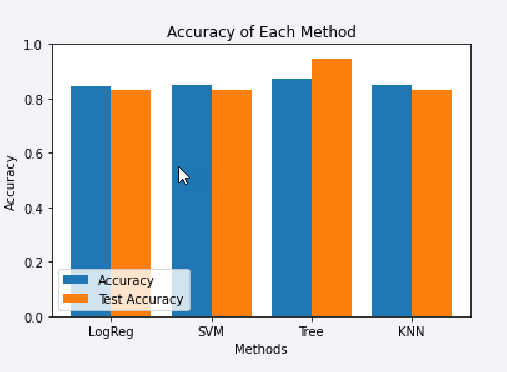 Accuracy of Each Method
1.0
0.8
0.6
0.4
0.2
0.0
Accuracy
Accuracy
Test Accuracy
LogReg SVM Tree KNN
Methods